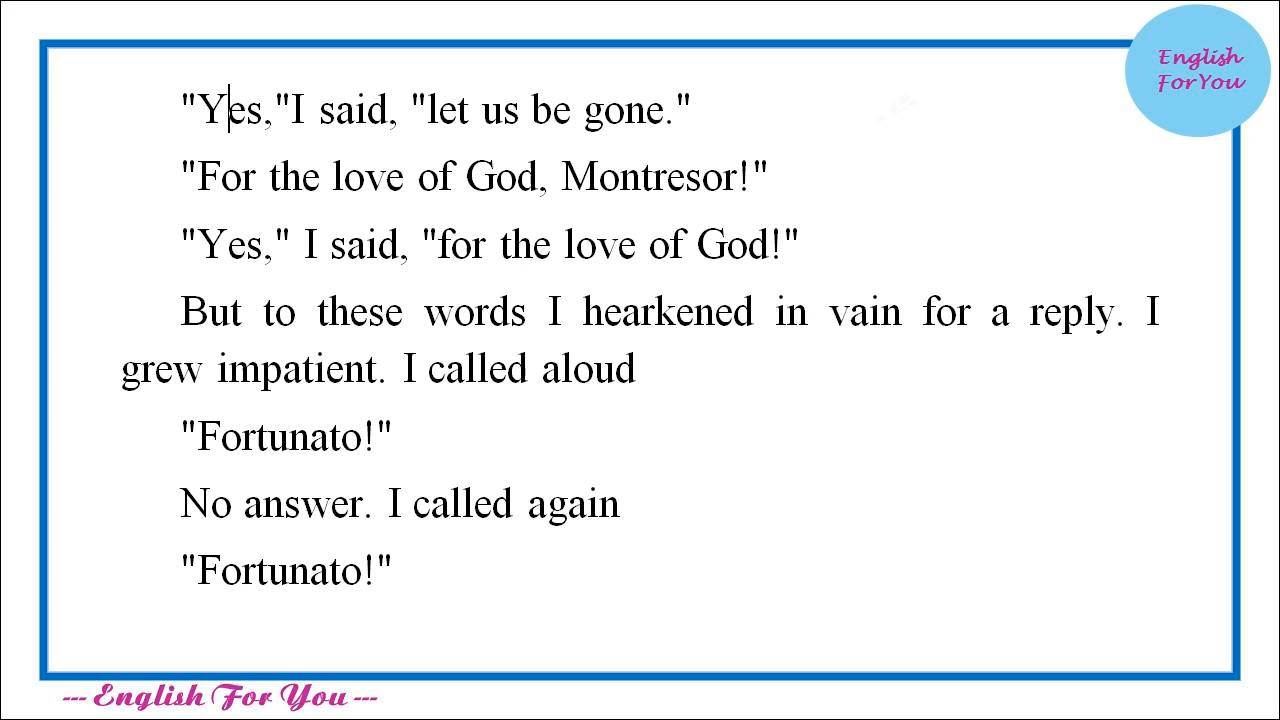 English
ForYou
"Yes,"I said, "let us be gone."
"For the love of God, Montresor!"
"Yes," I said, "for the love of God!"
But to these words I hearkened in vain for a reply. I
grew impatient. I called aloud
"Fortunato!"
No answer. I called again
"Fortunato!"
--- English For You ---